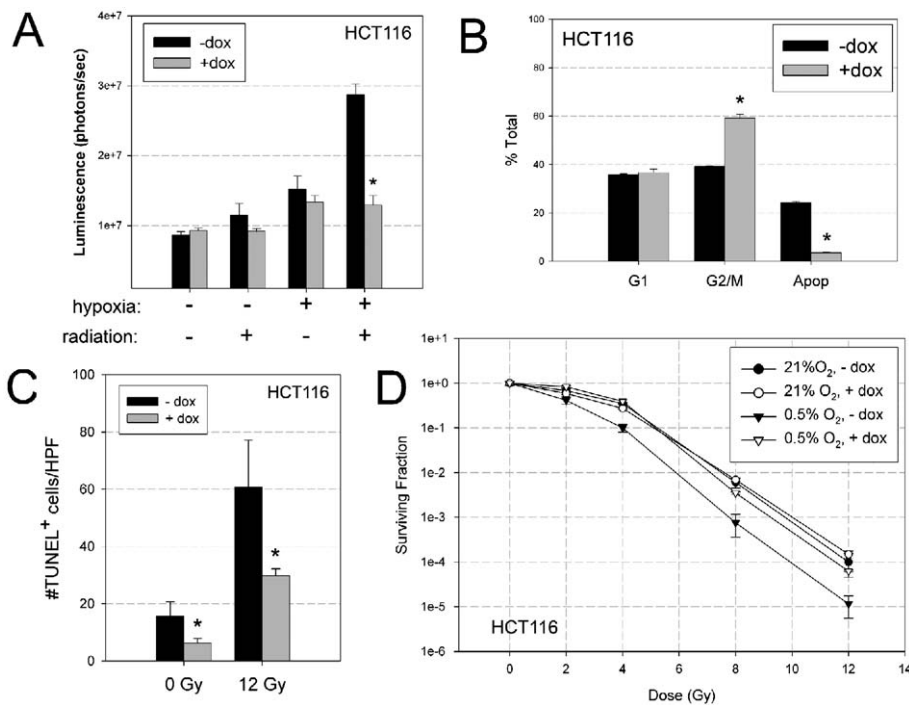 A
HCT116
-dox
+dox
Luminescence (photons/sec)
4e+7
3e+7
2e+7
1e+7
hypoxia: - - + +
radiation: - + - +
B
HCT116
-dox
+dox
% Total
100
80
60
40
20
0
*
*
*
G1 G2/M Apop
C
HCT116
- dox
+ dox
#TUNEL⁺ cells/HPF
100
80
60
40
20
0
*
*
0 Gy 12 Gy
D
21%O₂, - dox
21% O₂, + dox
0.5% O₂, - dox
0.5% O₂, + dox
Surviving Fraction
1e+1
1e+0
1e-1
1e-2
1e-3
1e-4
1e-5
1e-6
HCT116
0 2 4 6 8 10 12 14
Dose (Gy)